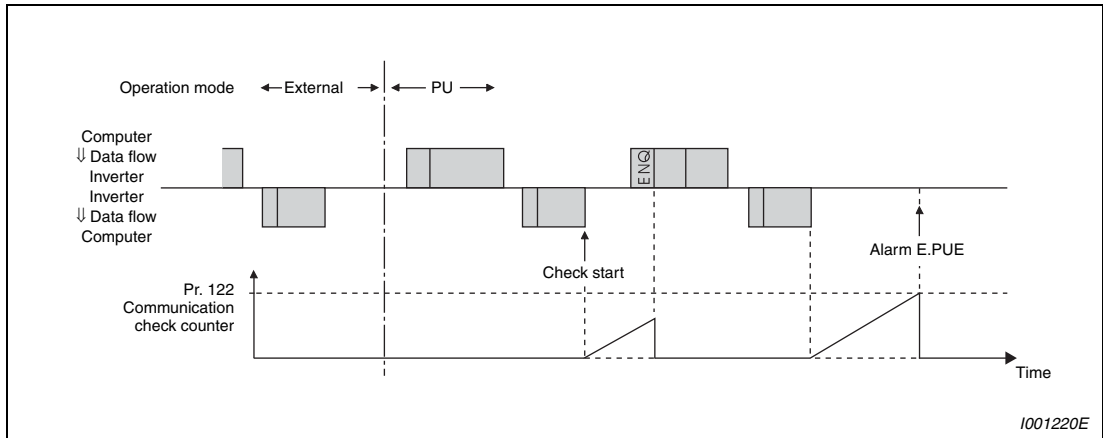 Operation mode
External
PU
Computer
⇓ Data flow
Inverter
Inverter
⇓ Data flow
Computer
ENQ
Check start
Alarm E.PUE
Pr. 122
Communication
check counter
Time
I001220E